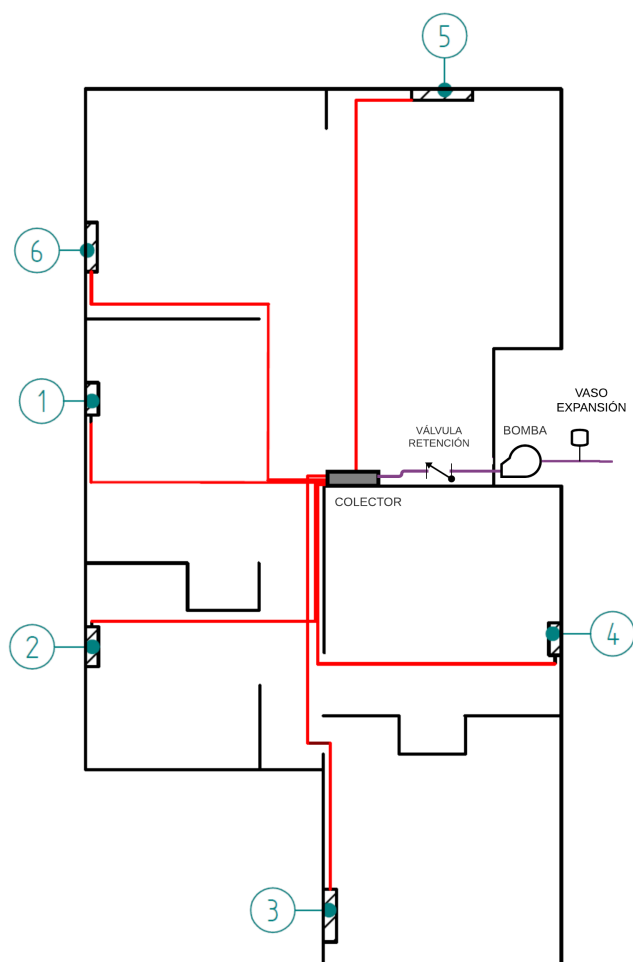 5
6
VASO
EXPANSIÓN
1
VÁLVULA
RETENCIÓN
BOMBA
COLECTOR
2
4
3